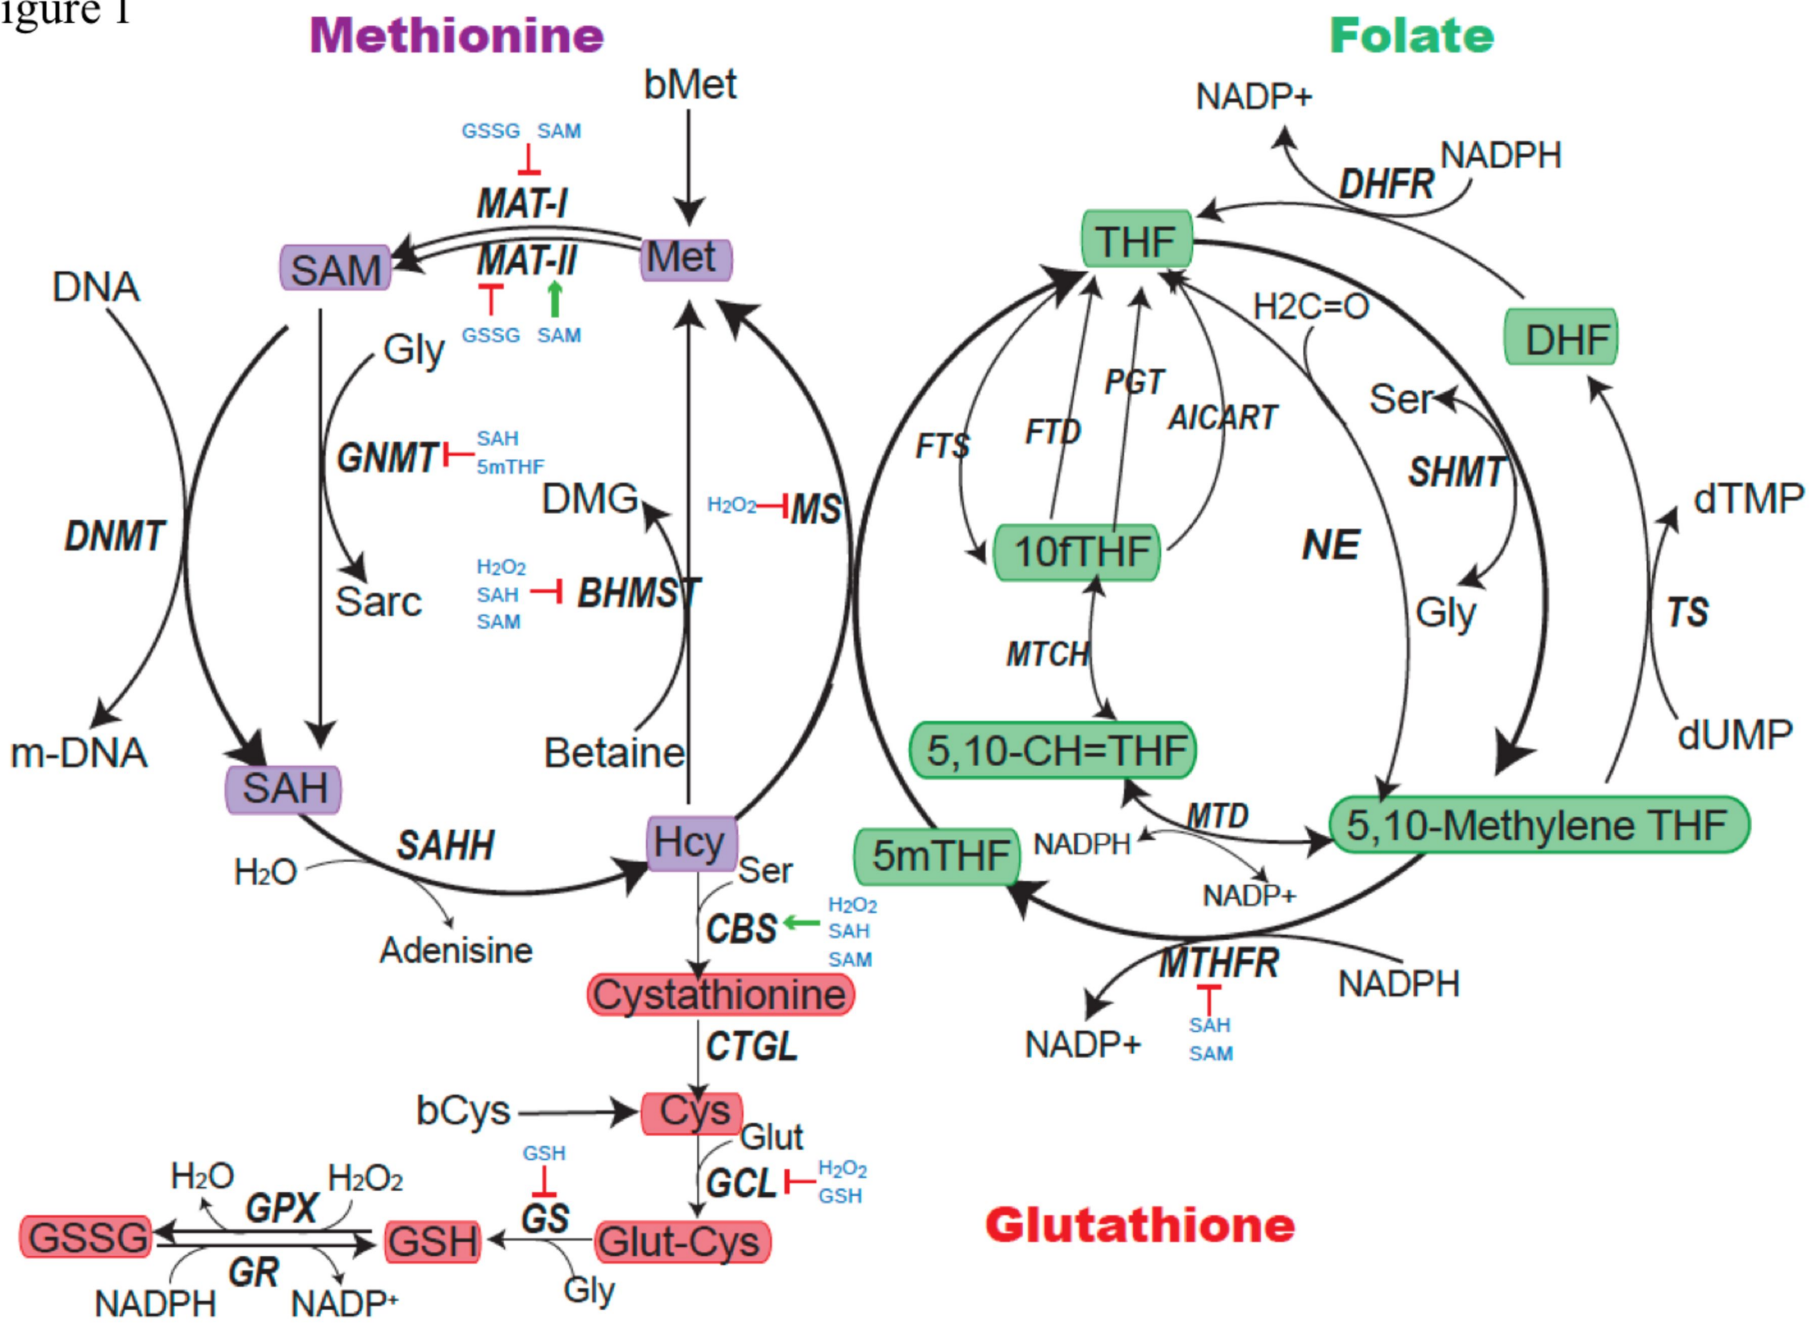 igure 1
Methionine
Folate
bMet
NADP+
GSSG SAM
NADPH
DHFR
MAT-I
THF
Met
SAM
MAT-II
DNA
H2C=O
GSSG SAM
DHF
Gly
PGT
Ser
AICART
FTD
FTS
SAH
GNMT
5mTHF
SHMT
DMG
H2O2
MS
dTMP
DNMT
NE
10fTHF
H2O2
SAH
BHMST
SAM
Sarc
Gly
TS
MTCH
m-DNA
Betaine
5,10-CH=THF
dUMP
SAH
MTD
5,10-Methylene THF
SAHH
Hcy
NADPH
5mTHF
H2O
Ser
NADP+
H2O2
CBS
SAH
SAM
Adenisine
MTHFR
NADPH
Cystathionine
SAH
SAM
NADP+
CTGL
bCys
Cys
Glut
GSH
H2O
H2O2
GCL
H2O2
GSH
GPX
GS
Glutathione
GSSG
GSH
Glut-Cys
GR
NADPH
NADP+
Gly